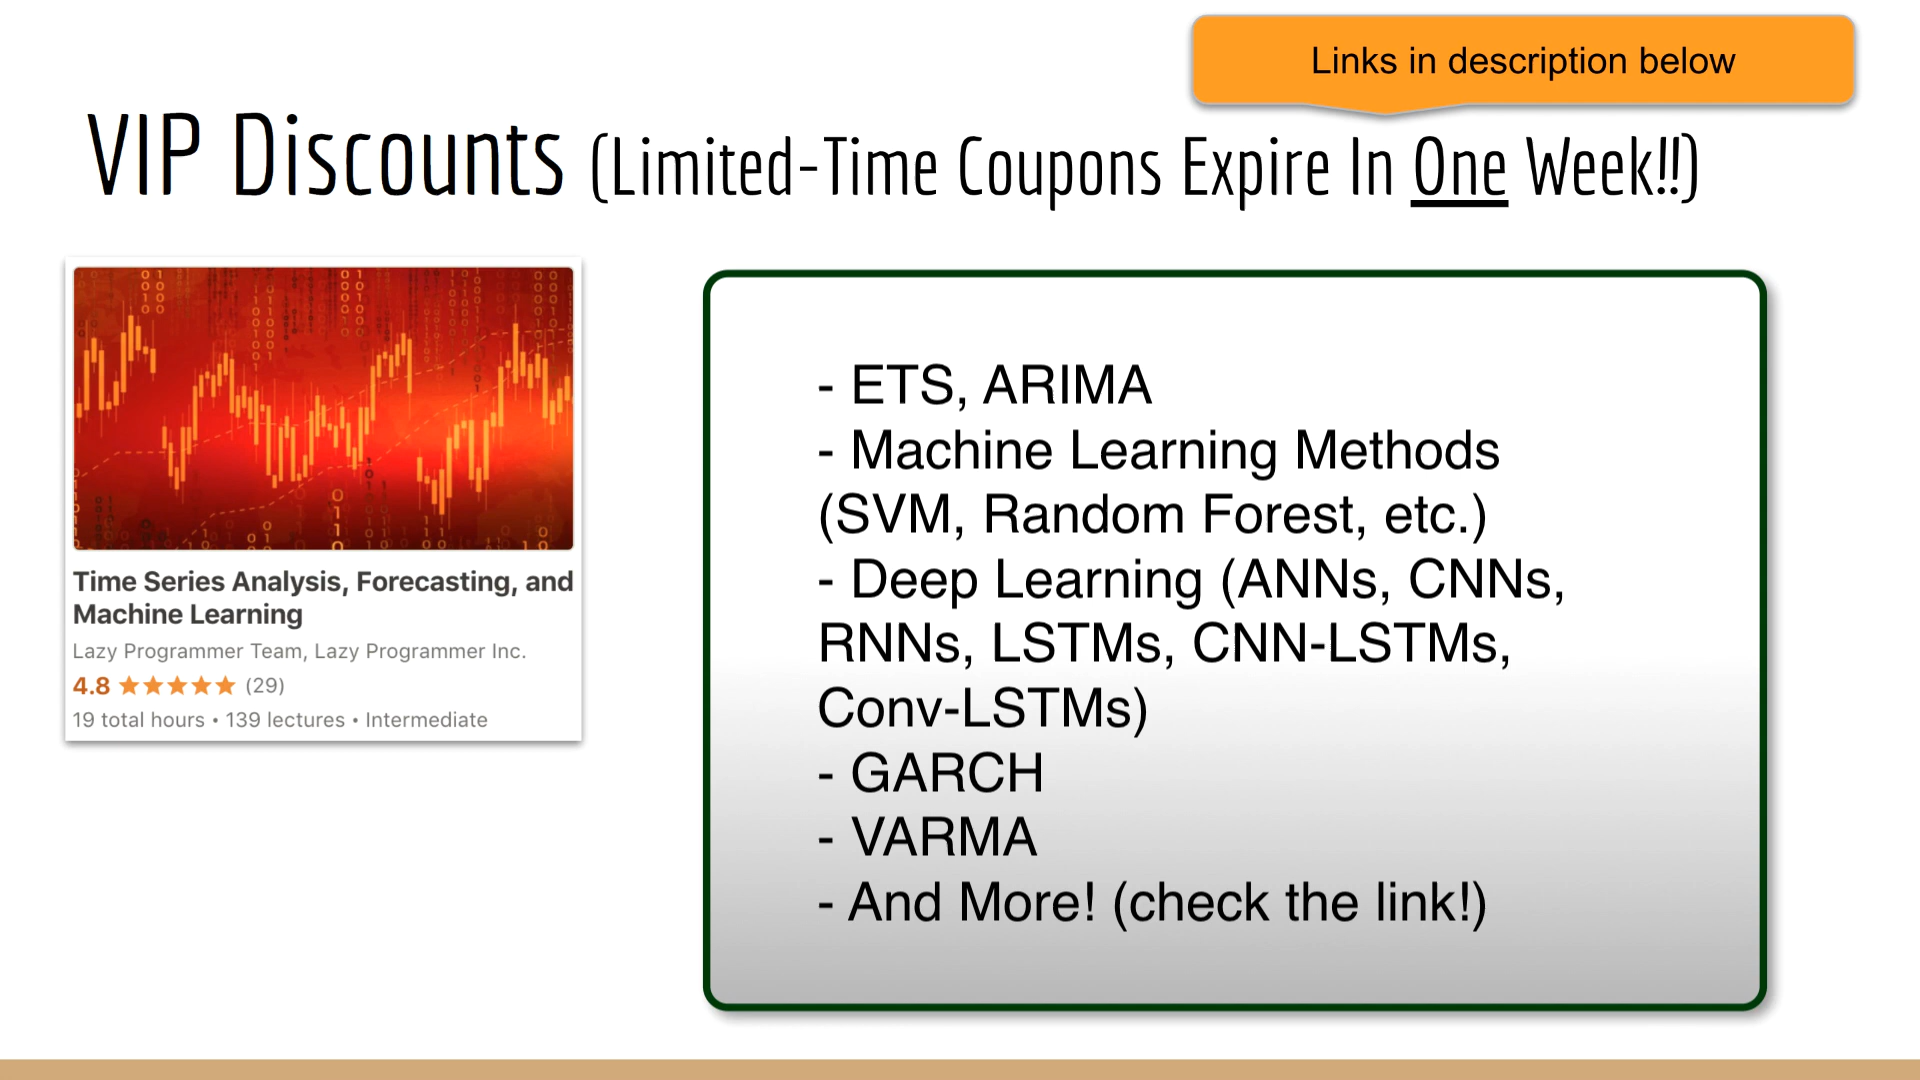 Links in description below
VIP Discounts (Limited-Time Coupons Expire In One Week!!)
Time Series Analysis, Forecasting, and
Machine Learning
Lazy Programmer Team, Lazy Programmer Inc.
4.8 ★★★★★ (29)
19 total hours • 139 lectures • Intermediate
- ETS, ARIMA
- Machine Learning Methods
(SVM, Random Forest, etc.)
- Deep Learning (ANNs, CNNs,
RNNs, LSTMs, CNN-LSTMs,
Conv-LSTMs)
- GARCH
- VARMA
- And More! (check the link!)